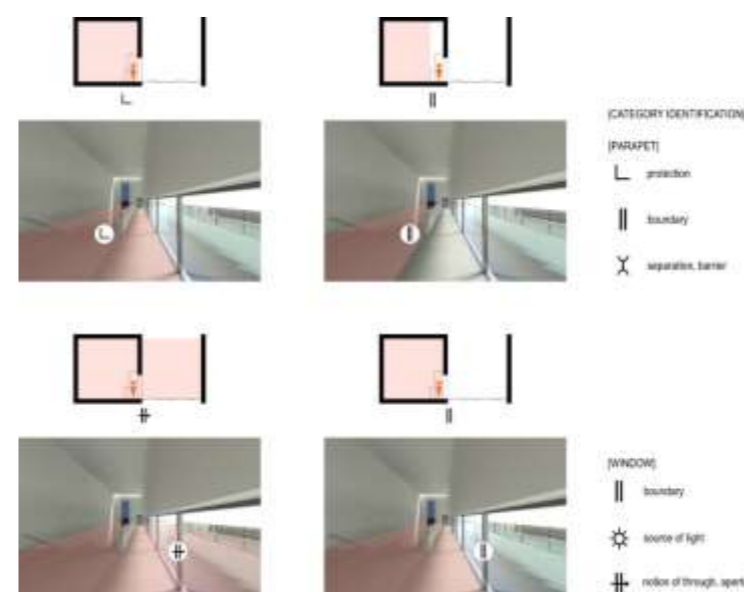 [CATEGORY IDENTIFICATION]
[PARAPET]
protection
boundary
separation, barrier
[WINDOW]
boundary
source of light
notion of through, apert